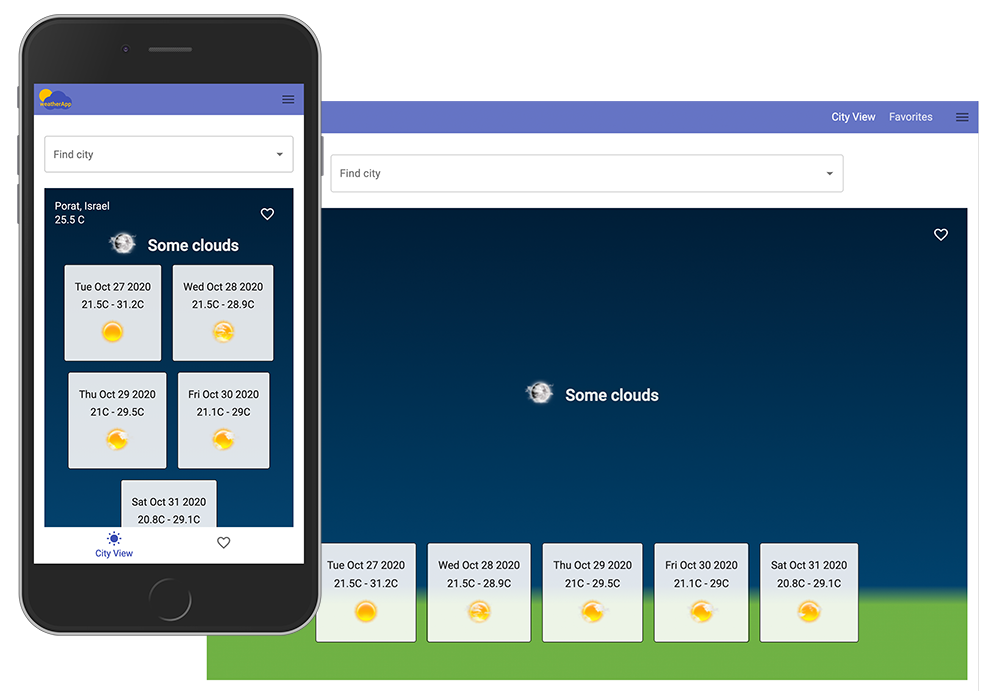 weatherApp
Find city
Porat, Israel
25.5 C
Some clouds
Tue Oct 27 2020
21.5C - 31.2C
Wed Oct 28 2020
21.5C - 28.9C
Thu Oct 29 2020
21C - 29.5C
Fri Oct 30 2020
21.1C - 29C
Sat Oct 31 2020
20.8C - 29.1C
City View
City View
Favorites
Find city
Some clouds
Tue Oct 27 2020
21.5C - 31.2C
Wed Oct 28 2020
21.5C - 28.9C
Thu Oct 29 2020
21C - 29.5C
Fri Oct 30 2020
21.1C - 29C
Sat Oct 31 2020
20.8C - 29.1C